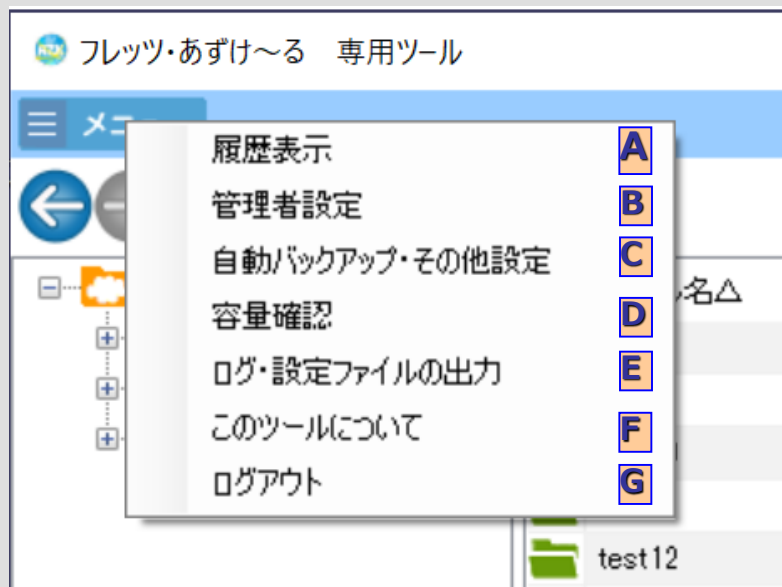 フレッツ・あずけ～る 専用ツール
メニュー
履歴表示 A
管理者設定 B
自動バックアップ・その他設定 C
容量確認 D
名△
ログ・設定ファイルの出力 E
このツールについて F
ログアウト G
test12